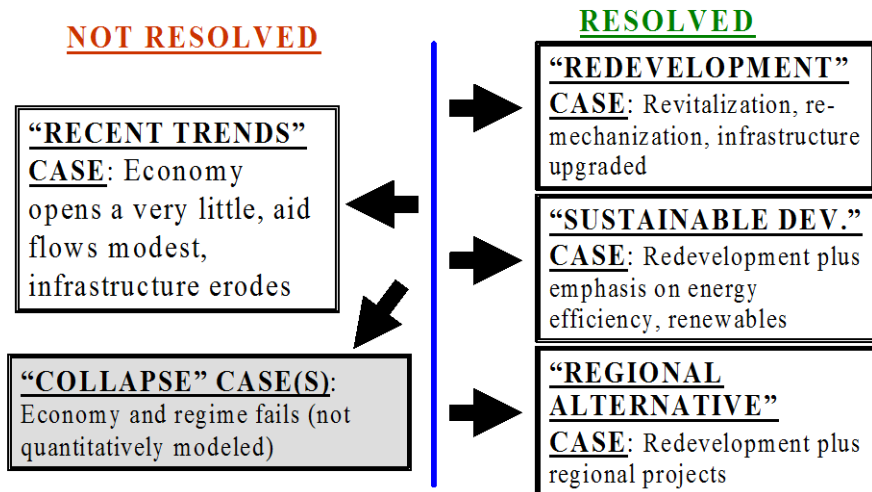 NOT RESOLVED
“RECENT TRENDS”
CASE: Economy
opens a very little, aid
flows modest,
infrastructure erodes
“COLLAPSE” CASE(S):
Economy and regime fails (not
quantitatively modeled)
RESOLVED
“REDEVELOPMENT”
CASE: Revitalization, re-
mechanization, infrastructure
upgraded
“SUSTAINABLE DEV.”
CASE: Redevelopment plus
emphasis on energy
efficiency, renewables
“REGIONAL
ALTERNATIVE”
CASE: Redevelopment plus
regional projects